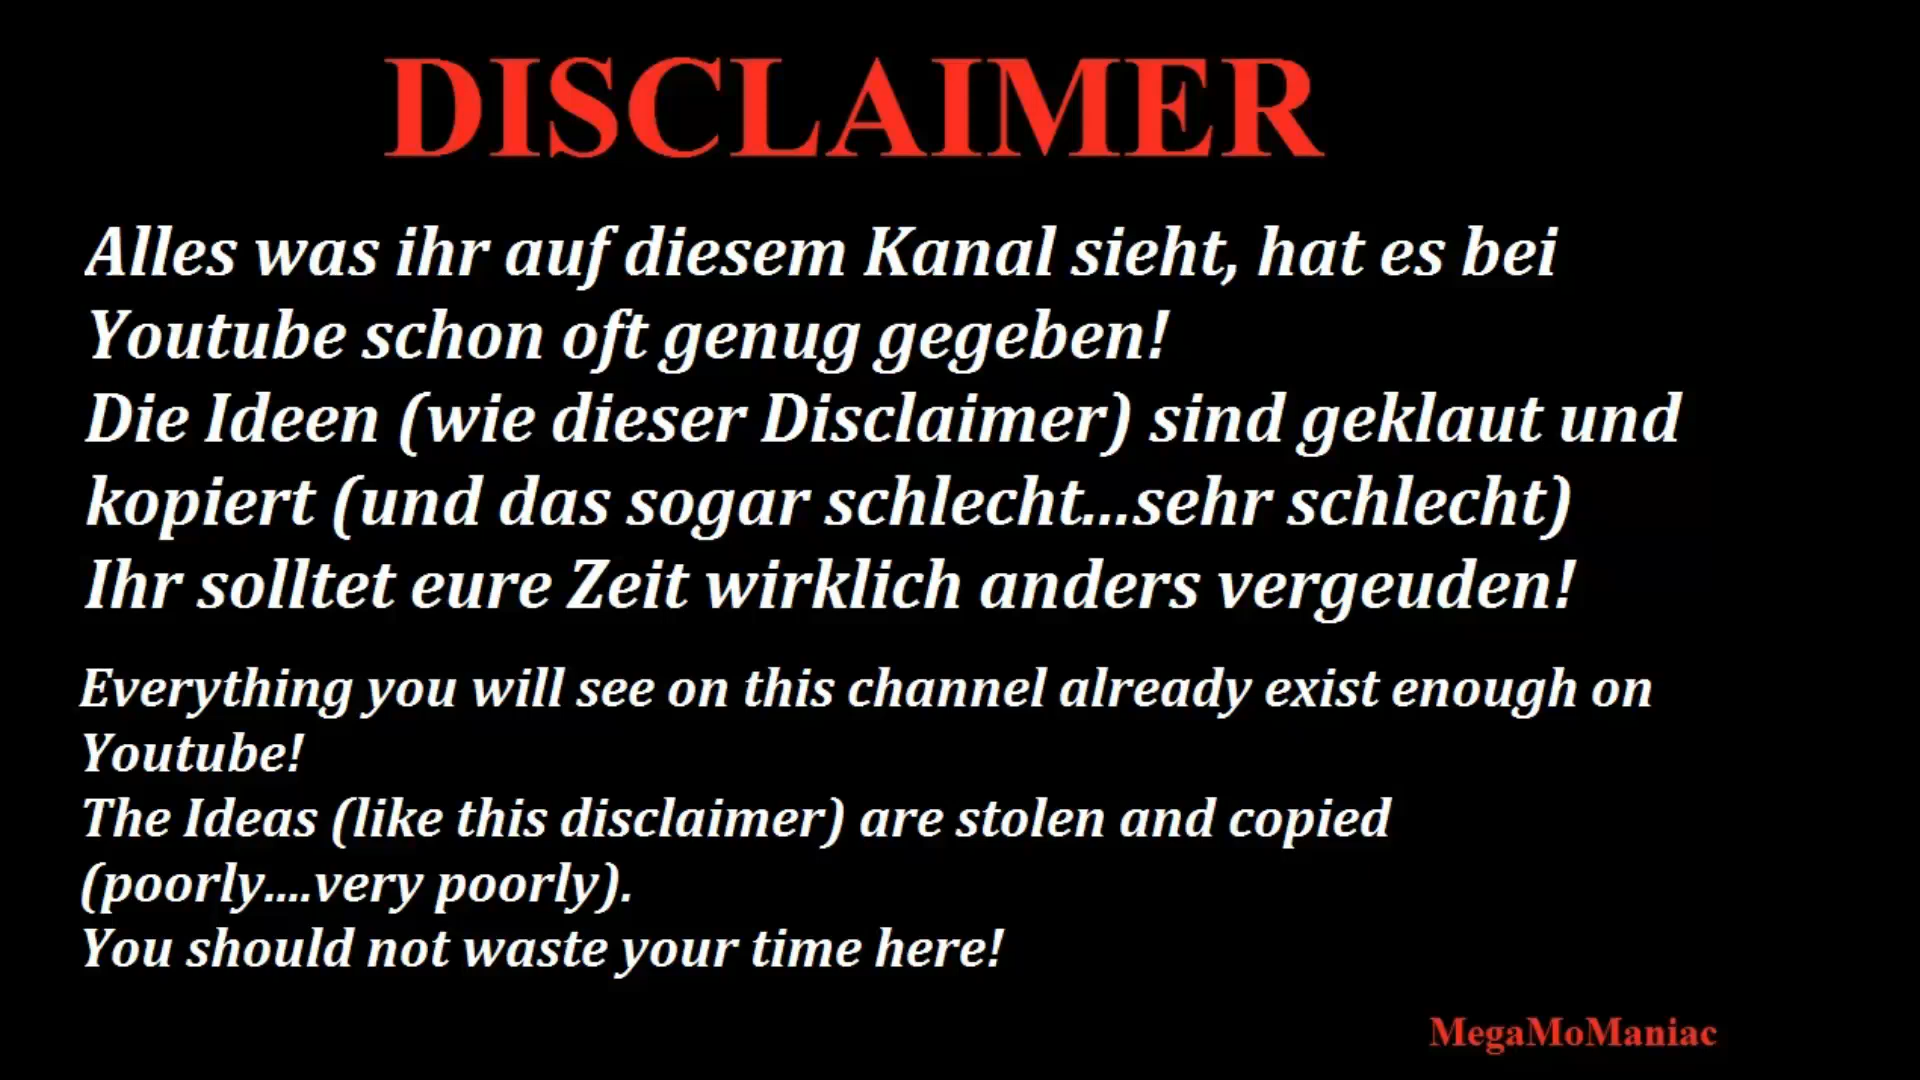 DISCLAIMER
Alles was ihr auf diesem Kanal sieht, hat es bei
Youtube schon oft genug gegeben!
Die Ideen (wie dieser Disclaimer) sind geklaut und
kopiert (und das sogar schlecht...sehr schlecht)
Ihr solltet eure Zeit wirklich anders vergeuden!
Everything you will see on this channel already exist enough on
Youtube!
The Ideas (like this disclaimer) are stolen and copied
(poorly....very poorly).
You should not waste your time here!
MegaMoManiac